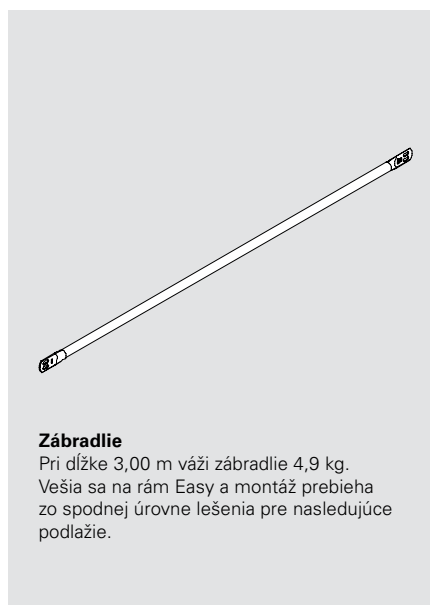 Zábradlie
Pri dĺžke 3,00 m váži zábradlie 4,9 kg.
Vešia sa na rám Easy a montáž prebieha
zo spodnej úrovne lešenia pre nasledujúce
podlažie.